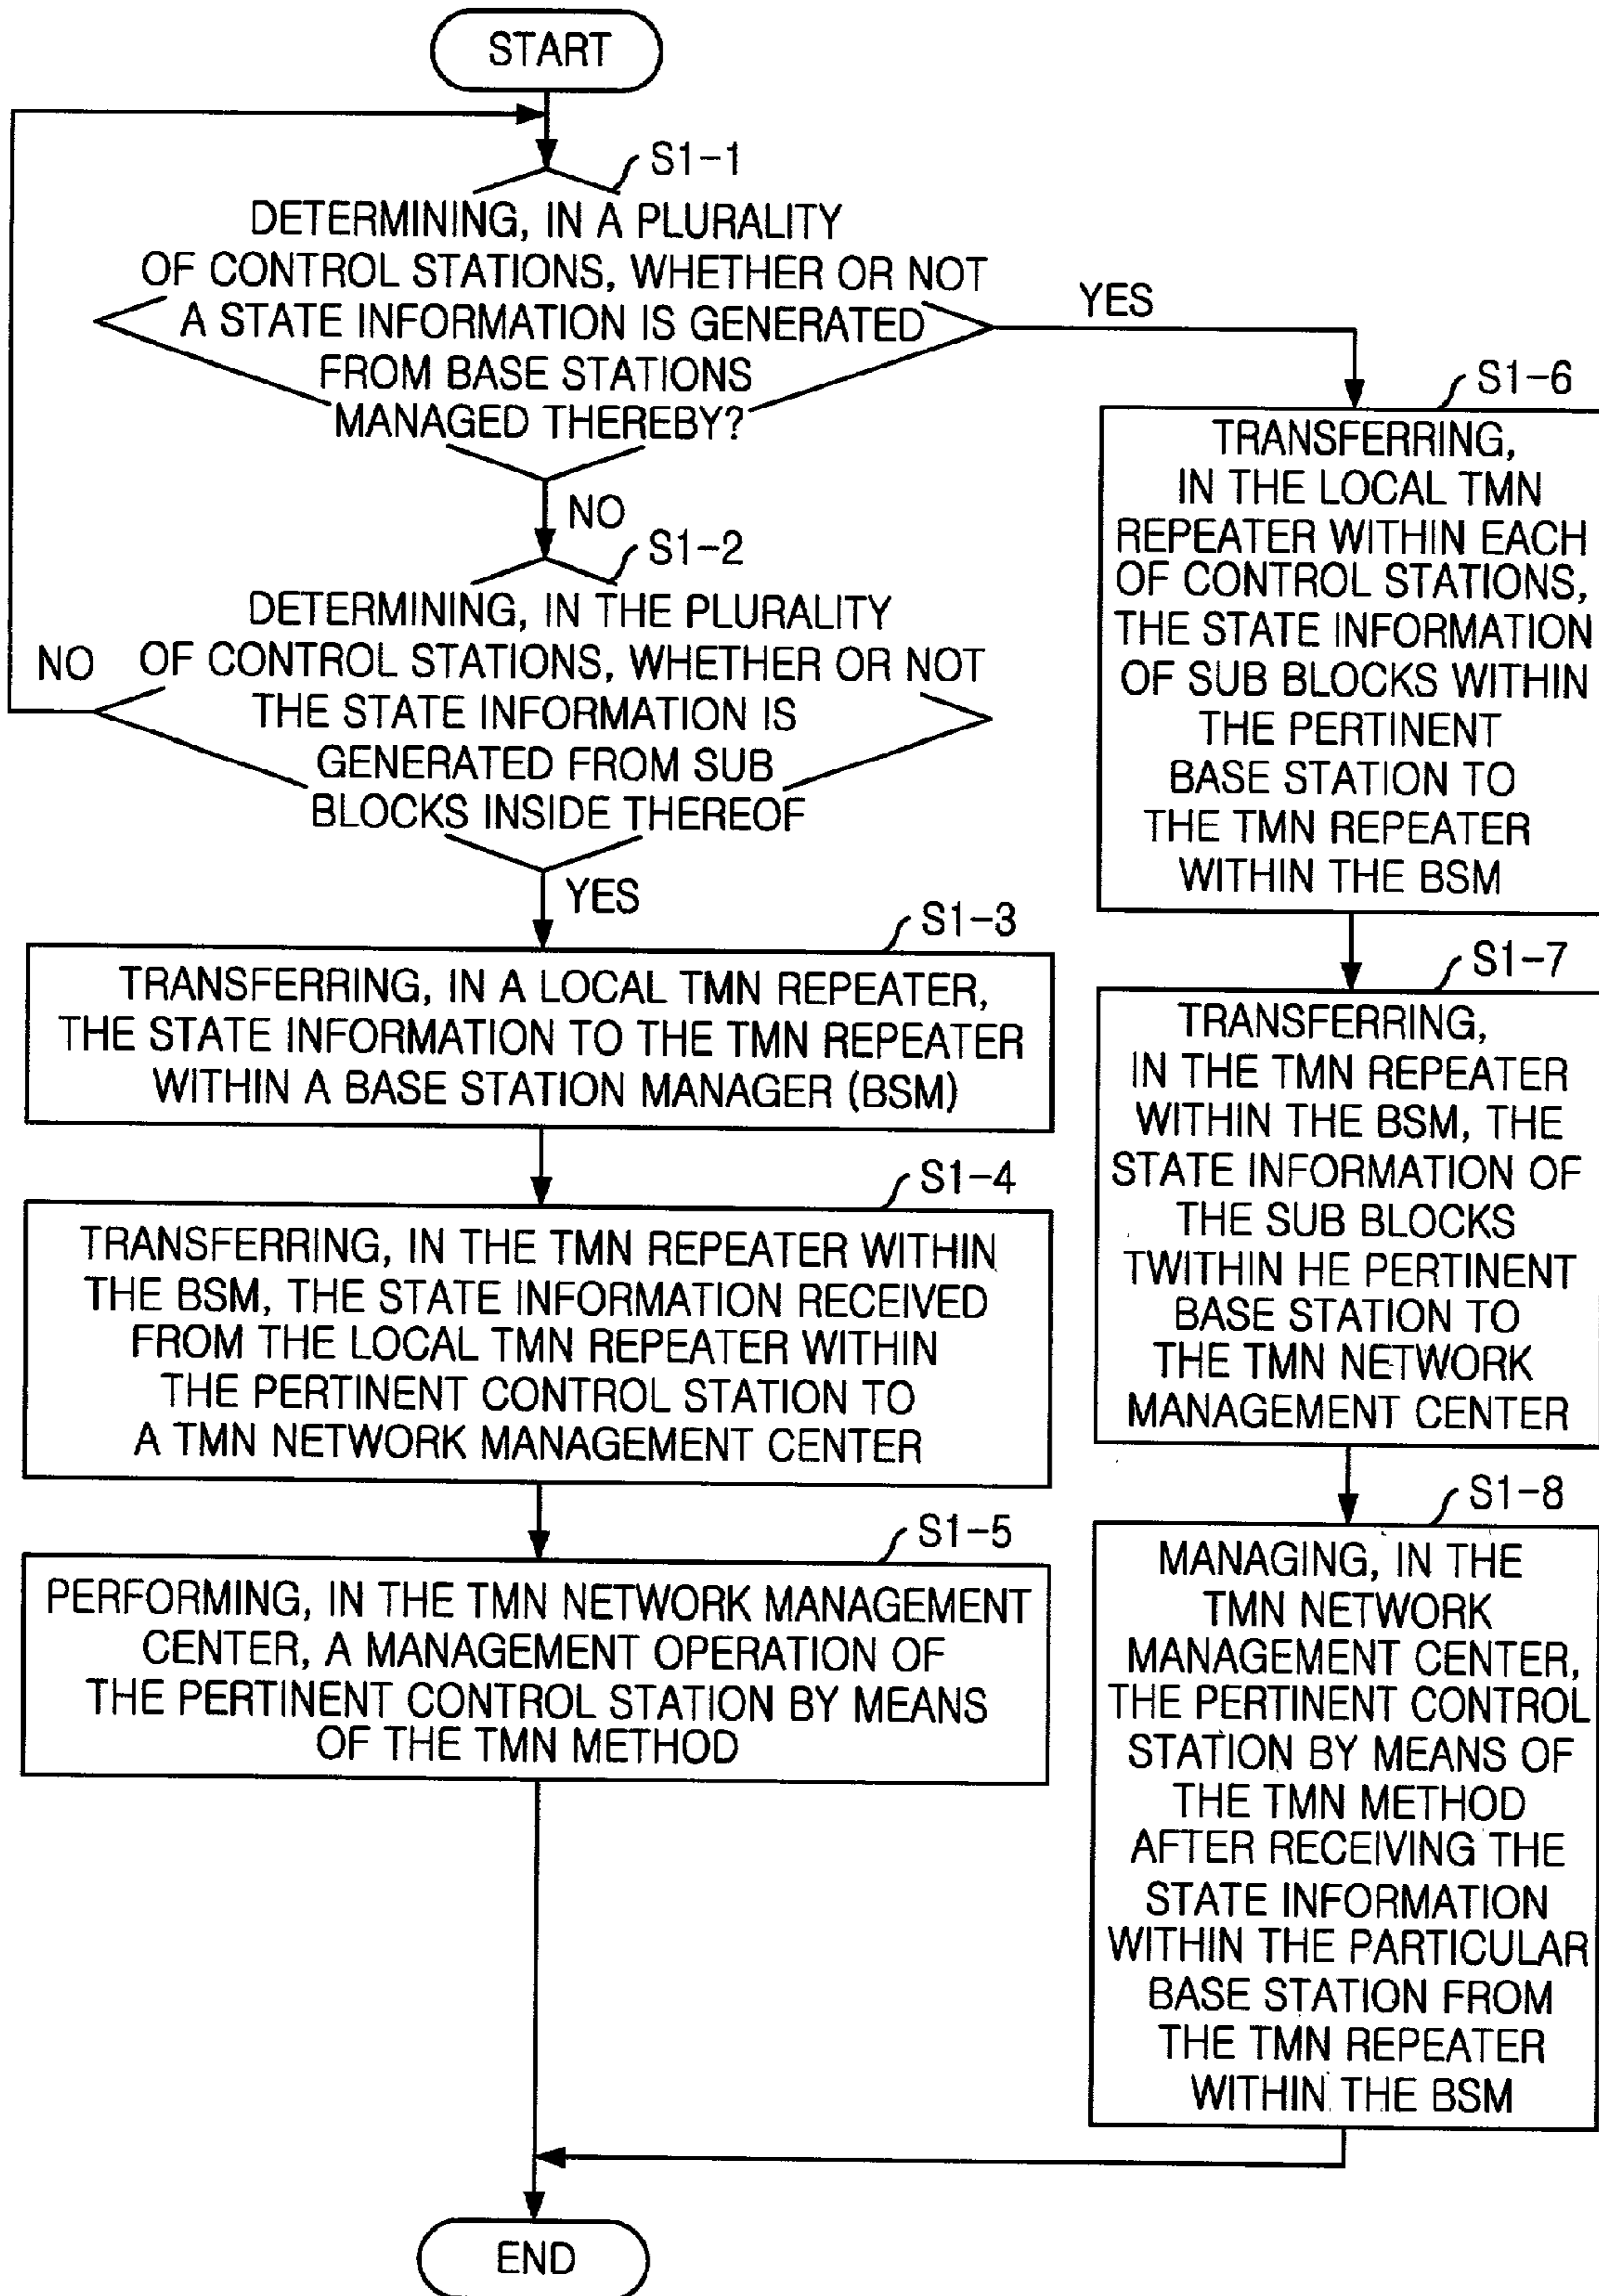 START
S1-1
DETERMINING, IN A PLURALITY
OF CONTROL STATIONS, WHETHER OR NOT
A STATE INFORMATION IS GENERATED
FROM BASE STATIONS
MANAGED THEREBY?
YES
NO
S1-2
DETERMINING, IN THE PLURALITY
OF CONTROL STATIONS, WHETHER OR NOT
THE STATE INFORMATION IS
GENERATED FROM SUB
BLOCKS INSIDE THEREOF
NO
YES
S1-3
TRANSFERRING, IN A LOCAL TMN REPEATER,
THE STATE INFORMATION TO THE TMN REPEATER
WITHIN A BASE STATION MANAGER (BSM)
S1-4
TRANSFERRING, IN THE TMN REPEATER WITHIN
THE BSM, THE STATE INFORMATION RECEIVED
FROM THE LOCAL TMN REPEATER WITHIN
THE PERTINENT CONTROL STATION TO
A TMN NETWORK MANAGEMENT CENTER
S1-5
PERFORMING, IN THE TMN NETWORK MANAGEMENT
CENTER, A MANAGEMENT OPERATION OF
THE PERTINENT CONTROL STATION BY MEANS
OF THE TMN METHOD
S1-6
TRANSFERRING,
IN THE LOCAL TMN
REPEATER WITHIN EACH
OF CONTROL STATIONS,
THE STATE INFORMATION
OF SUB BLOCKS WITHIN
THE PERTINENT
BASE STATION TO
THE TMN REPEATER
WITHIN THE BSM
S1-7
TRANSFERRING,
IN THE TMN REPEATER
WITHIN THE BSM, THE
STATE INFORMATION OF
THE SUB BLOCKS
TWITHIN HE PERTINENT
BASE STATION TO
THE TMN NETWORK
MANAGEMENT CENTER
S1-8
MANAGING, IN THE
TMN NETWORK
MANAGEMENT CENTER,
THE PERTINENT CONTROL
STATION BY MEANS OF
THE TMN METHOD
AFTER RECEIVING THE
STATE INFORMATION
WITHIN THE PARTICULAR
BASE STATION FROM
THE TMN REPEATER
WITHIN THE BSM
END